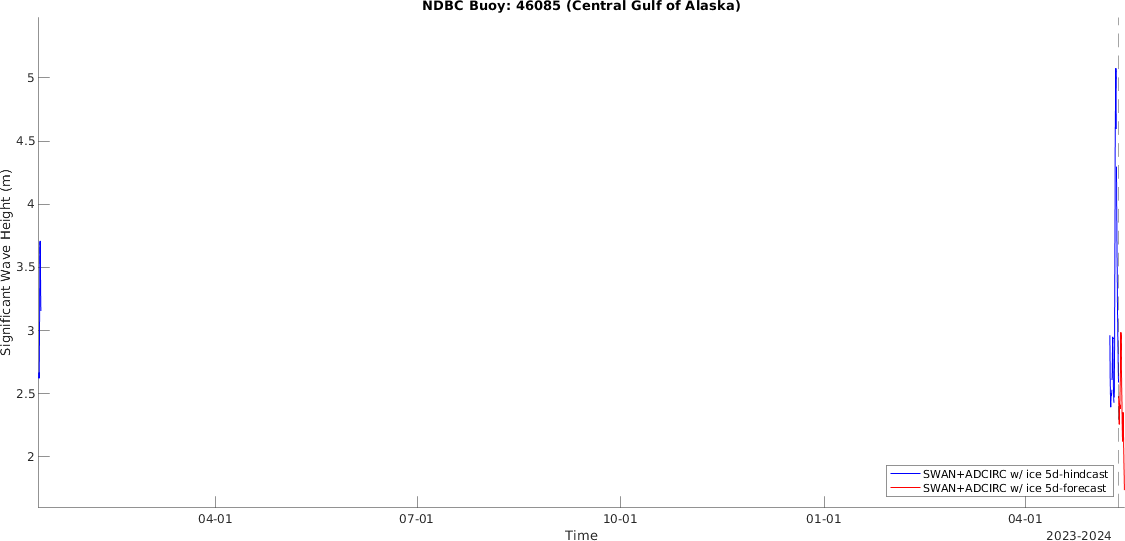 NDBC Buoy: 46085 (Central Gulf of Alaska)
Significant Wave Height (m)
5
4.5
4
3.5
3
2.5
2
SWAN+ADCIRC w/ ice 5d-hindcast
SWAN+ADCIRC w/ ice 5d-forecast
04-01
07-01
10-01
01-01
04-01
Time
2023-2024